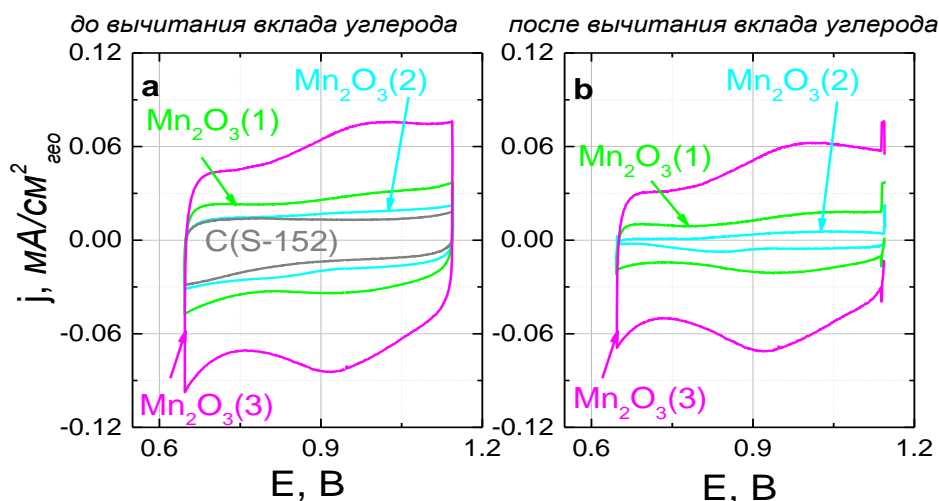 до вычитания вклада углерода
после вычитания вклада углерода
j, мА/см²гео
0.12
0.06
0.00
-0.06
-0.12
a
Mn₂O₃(2)
Mn₂O₃(1)
C(S-152)
Mn₂O₃(3)
0.6
0.9
1.2
E, В
0.12
0.06
0.00
-0.06
-0.12
b
Mn₂O₃(2)
Mn₂O₃(1)
Mn₂O₃(3)
0.6
0.9
1.2
E, В